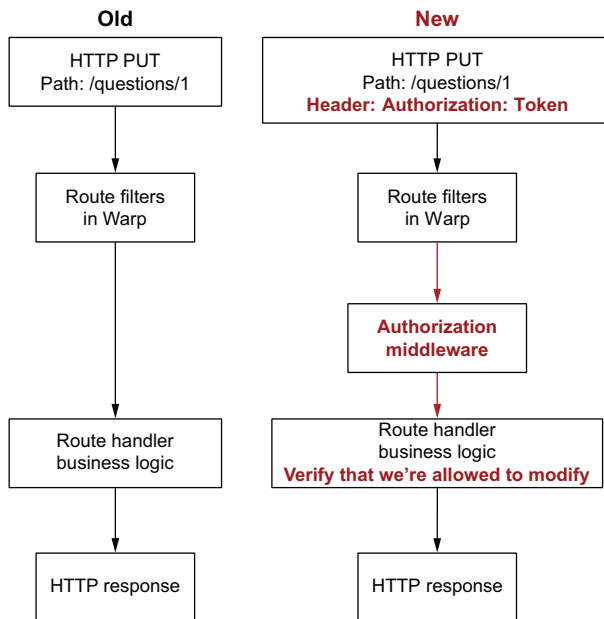 Old
HTTP PUT
Path: /questions/1
Route filters
in Warp
Route handler
business logic
HTTP response
New
HTTP PUT
Path: /questions/1
Header: Authorization: Token
Route filters
in Warp
Authorization
middleware
Route handler
business logic
Verify that we’re allowed to modify
HTTP response